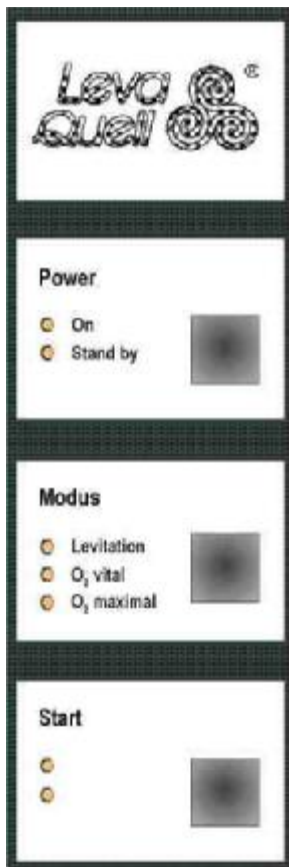 Leva
Quell
©
Power
On
Stand by
Modus
Levitation
O₂ vital
O₂ maximal
Start